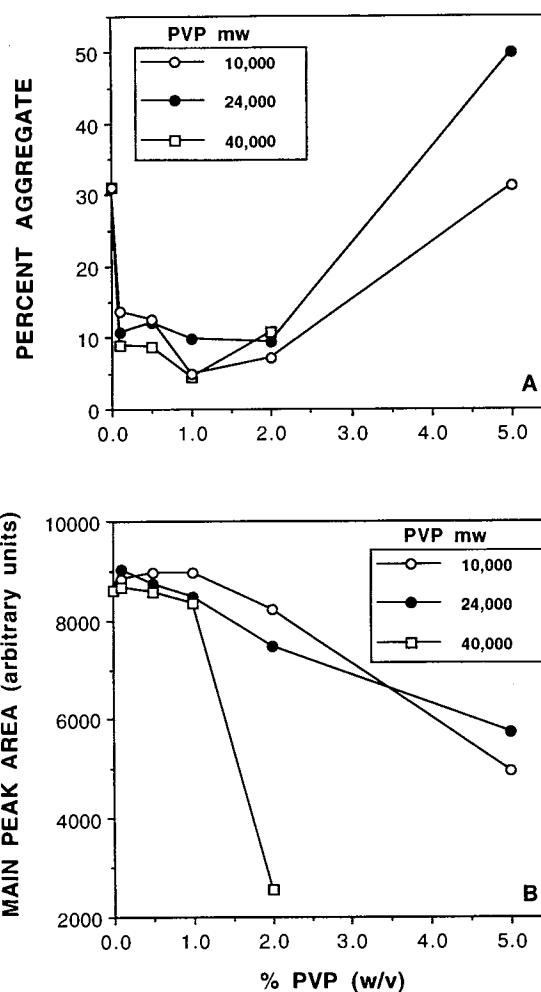 PERCENT AGGREGATE
50
40
30
20
10
0
PVP mw
10,000
24,000
40,000
A
0.0 1.0 2.0 3.0 4.0 5.0
MAIN PEAK AREA (arbitrary units)
10000
8000
6000
4000
2000
PVP mw
10,000
24,000
40,000
B
0.0 1.0 2.0 3.0 4.0 5.0
% PVP (w/v)